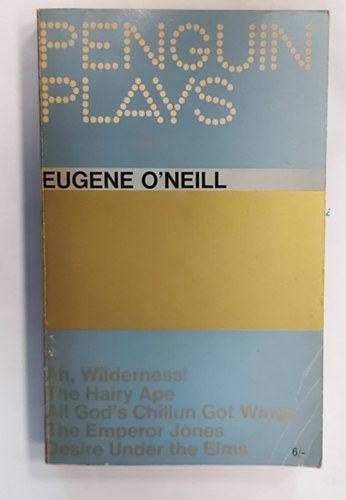 PENGUIN
PLAYS
EUGENE O'NEILL
Ah, Wilderness!
The Hairy Ape
All God's Chillun Got Wings
The Emperor Jones
Desire Under the Elms
6/-